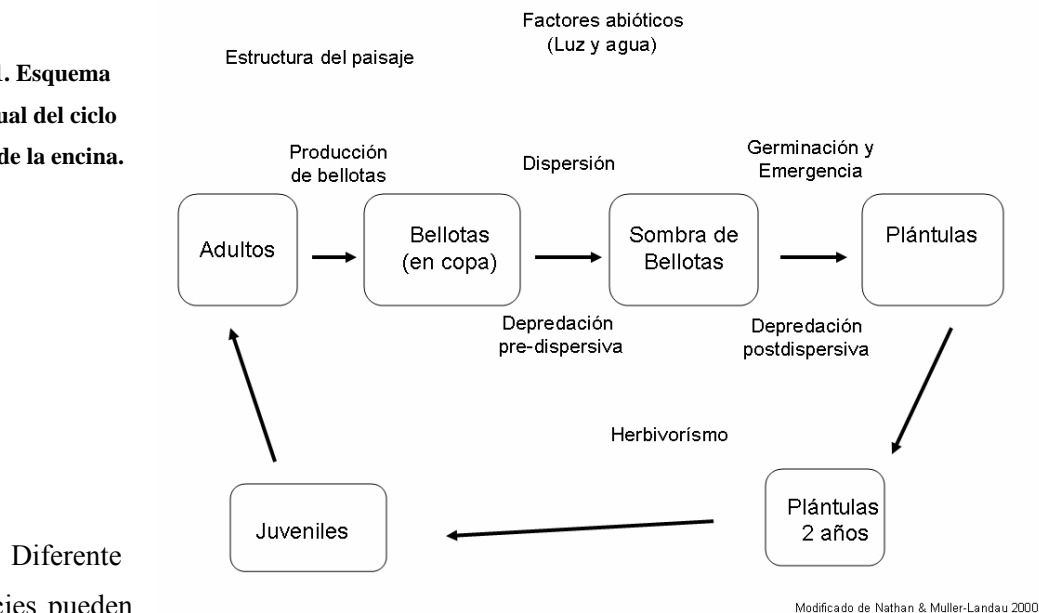 1. Esquema
ual del ciclo
de la encina.
Factores abióticos
(Luz y agua)
Estructura del paisaje
Producción
de bellotas
Dispersión
Germinación y
Emergencia
Adultos
Bellotas
(en copa)
Sombra de
Bellotas
Plántulas
Depredación
pre-dispersiva
Depredación
postdispersiva
Herbivorísmo
Juveniles
Plántulas
2 años
Diferente
cies pueden
Modificado de Nathan & Muller-Landau 2000